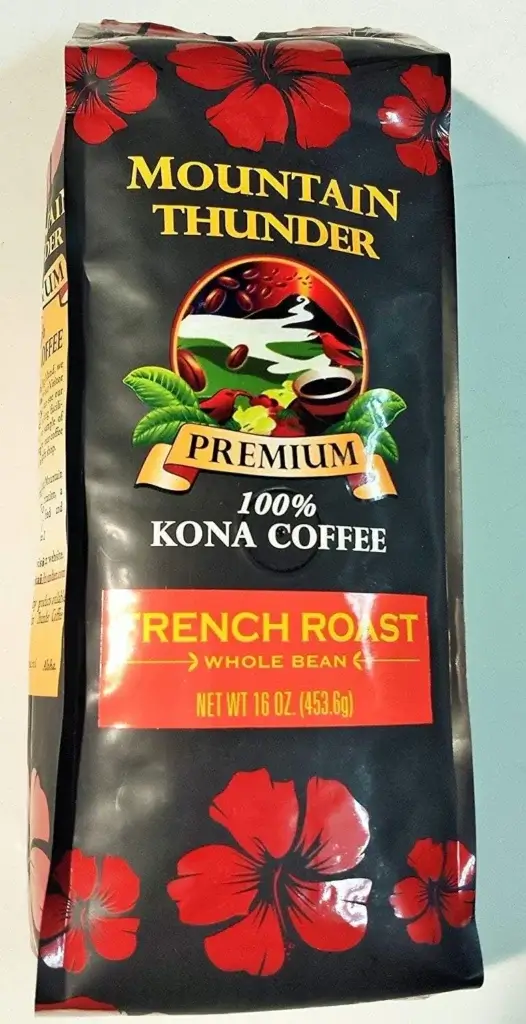 MOUNTAIN
THUNDER
PREMIUM
100%
KONA COFFEE
FRENCH ROAST
WHOLE BEAN
NET WT 16 OZ. (453.6g)